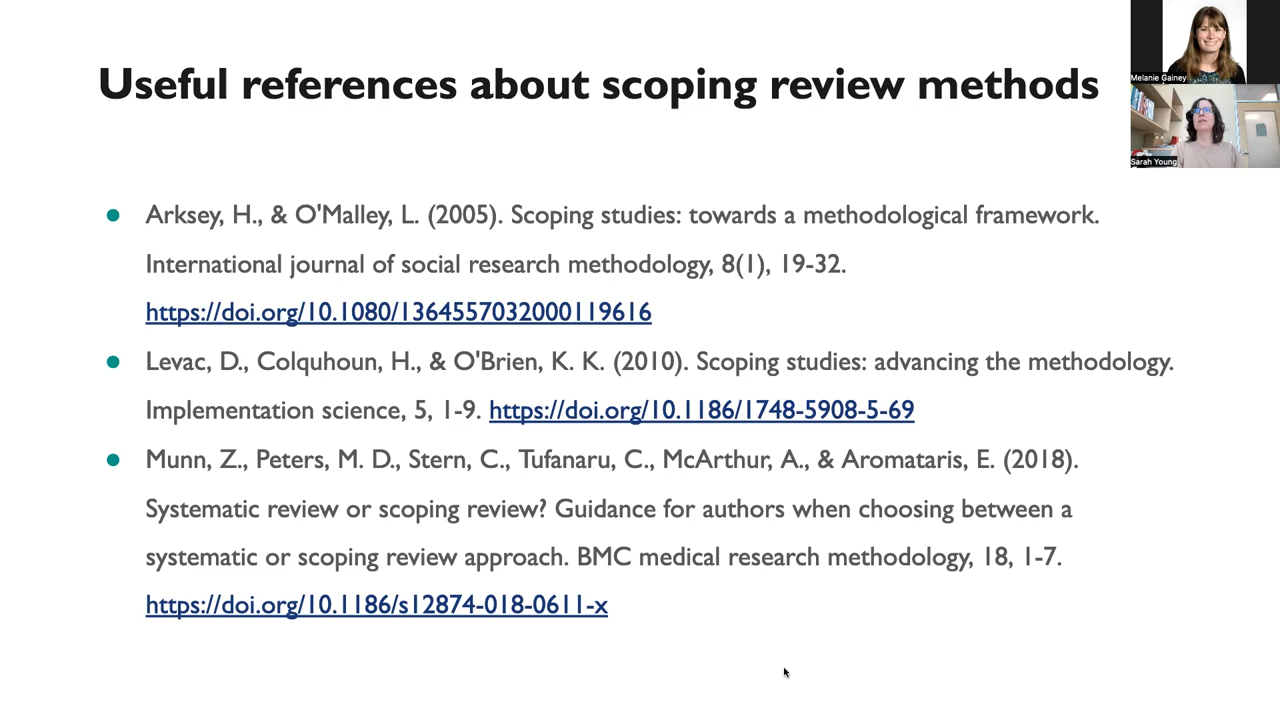 Useful references about scoping review methods
Melanie Gainey
Sarah Young
Arksey, H., & O'Malley, L. (2005). Scoping studies: towards a methodological framework.
International journal of social research methodology, 8(1), 19-32.
https://doi.org/10.1080/1364557032000119616
Levac, D., Colquhoun, H., & O'Brien, K. K. (2010). Scoping studies: advancing the methodology.
Implementation science, 5, 1-9. https://doi.org/10.1186/1748-5908-5-69
Munn, Z., Peters, M. D., Stern, C., Tufanaru, C., McArthur, A., & Aromataris, E. (2018).
Systematic review or scoping review? Guidance for authors when choosing between a
systematic or scoping review approach. BMC medical research methodology, 18, 1-7.
https://doi.org/10.1186/s12874-018-0611-x